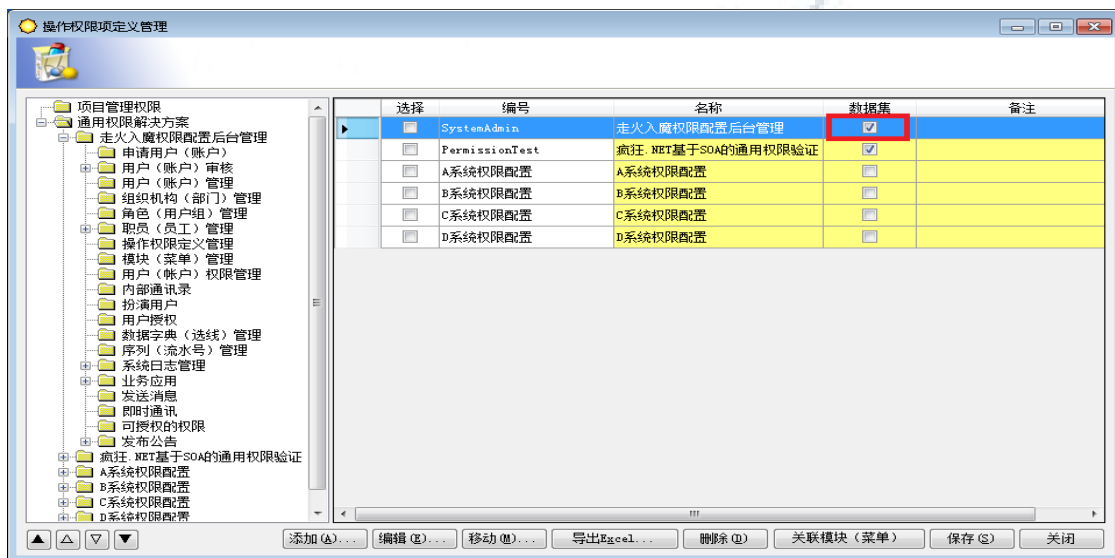 操作权限项定义管理
项目管理权限
通用权限解决方案
走火入魔权限配置后台管理
申请用户（账户）
用户（账户）审核
用户（账户）管理
组织机构（部门）管理
角色（用户组）管理
职员（员工）管理
操作权限定义管理
模块（菜单）管理
用户（帐户）权限管理
内部通讯录
扮演用户
用户授权
数据字典（选线）管理
序列（流水号）管理
系统日志管理
业务应用
发送消息
即时通讯
可授权的权限
发布公告
疯狂.NET基于SOA的通用权限验证
A系统权限配置
B系统权限配置
C系统权限配置
D系统权限配置
选择 编号 名称 数据集 备注
SystemAdmin 走火入魔权限配置后台管理
PermissionTest 疯狂.NET基于SOA的通用权限验证
A系统权限配置 A系统权限配置
B系统权限配置 B系统权限配置
C系统权限配置 C系统权限配置
D系统权限配置 D系统权限配置
添加(A)... 编辑(E)... 移动(M)... 导出Excel... 删除(D) 关联模块（菜单） 保存(S) 关闭